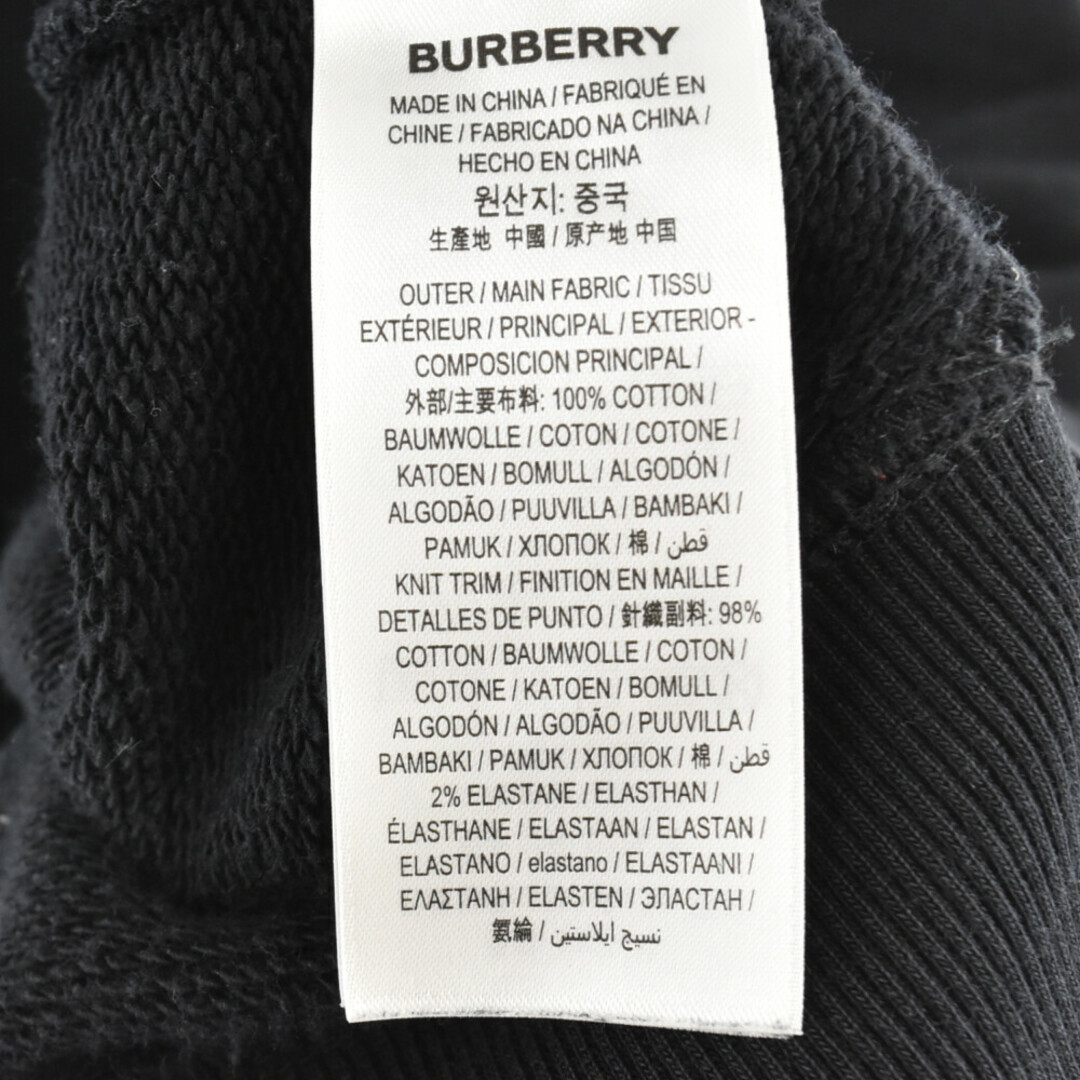 BURBERRY
MADE IN CHINA / FABRIQUÉ EN
CHINE / FABRICADO NA CHINA /
HECHO EN CHINA
원산지: 중국
生產地 中國 / 原产地 中国
OUTER / MAIN FABRIC / TISSU
EXTÉRIEUR / PRINCIPAL / EXTERIOR -
COMPOSICION PRINCIPAL /
外部/主要布料: 100% COTTON /
BAUMWOLLE / COTON / COTONE /
KATOEN / BOMULL / ALGODÓN /
ALGODÃO / PUUVILLA / BAMBAKI /
PAMUK / ХЛОПОК / 棉 / قطن
KNIT TRIM / FINITION EN MAILLE /
DETALLES DE PUNTO / 針織副料: 98%
COTTON / BAUMWOLLE / COTON /
COTONE / KATOEN / BOMULL /
ALGODÓN / ALGODÃO / PUUVILLA /
BAMBAKI / PAMUK / ХЛОПОК / 棉 / قطن
2% ELASTANE / ELASTHAN /
ÉLASTHANE / ELASTAAN / ELASTAN /
ELASTANO / elastano / ELASTAANI /
ΕΛΑΣΤΑΝΗ / ELASTEN / ЭЛАСТАН /
氨綸 / نسيج ايلاستين